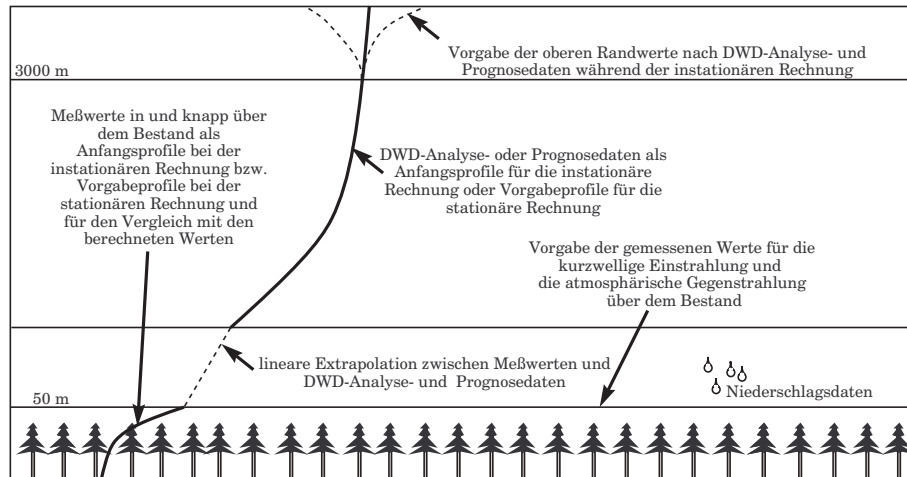 Vorgabe der oberen Randwerte nach DWD-Analyse- und
Prognosedaten während der instationären Rechnung
3000 m
Meßwerte in und knapp über
dem Bestand als
Anfangsprofile bei der
instationären Rechnung bzw.
Vorgabeprofile bei der
stationären Rechnung und
für den Vergleich mit den
berechneten Werten
DWD-Analyse- oder Prognosedaten als
Anfangsprofile für die instationäre
Rechnung oder Vorgabeprofile für die
stationäre Rechnung
Vorgabe der gemessenen Werte für die
kurzwellige Einstrahlung und
die atmosphärische Gegenstrahlung
über dem Bestand
lineare Extrapolation zwischen Meßwerten und
DWD-Analyse- und Prognosedaten
Niederschlagsdaten
50 m